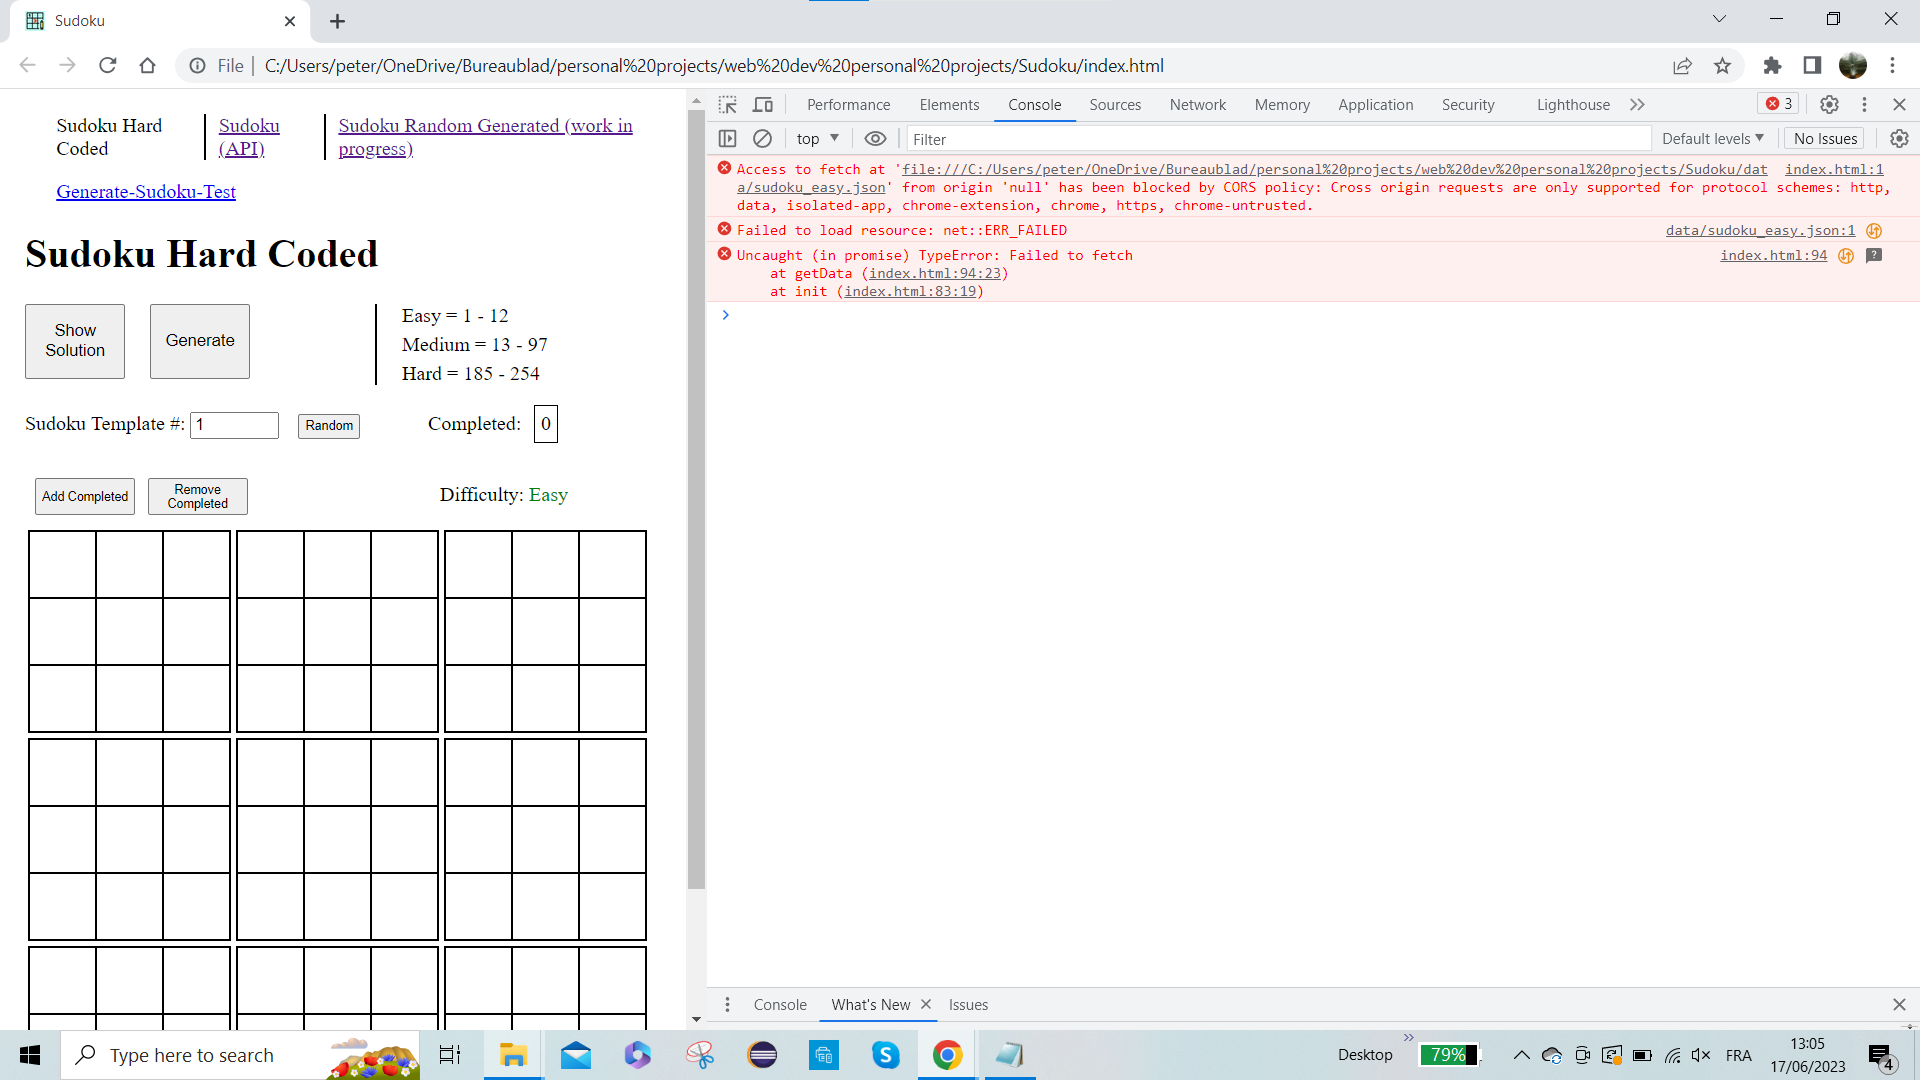 Sudoku
File
C:/Users/peter/OneDrive/Bureaublad/personal%20projects/web%20dev%20personal%20projects/Sudoku/index.html
Sudoku Hard
Coded
Sudoku
(API)
Sudoku Random Generated (work in
progress)
Generate-Sudoku-Test
Sudoku Hard Coded
Show
Solution
Generate
Easy = 1 - 12
Medium = 13 - 97
Hard = 185 - 254
Sudoku Template #: 1
Random
Completed: 0
Add Completed
Remove
Completed
Difficulty: Easy
Performance Elements Console Sources Network Memory Application Security Lighthouse 3
top Filter Default levels No Issues
Access to fetch at 'file:///C:/Users/peter/OneDrive/Bureaublad/personal%20projects/web%20dev%20personal%20projects/Sudoku/dat index.html:1
a/sudoku_easy.json' from origin 'null' has been blocked by CORS policy: Cross origin requests are only supported for protocol schemes: http,
data, isolated-app, chrome-extension, chrome, https, chrome-untrusted.
Failed to load resource: net::ERR_FAILED data/sudoku_easy.json:1
Uncaught (in promise) TypeError: Failed to fetch index.html:94
at getData (index.html:94:23)
at init (index.html:83:19)
Console What's New Issues
Type here to search
Desktop
79%
FRA
13:05
17/06/2023
4